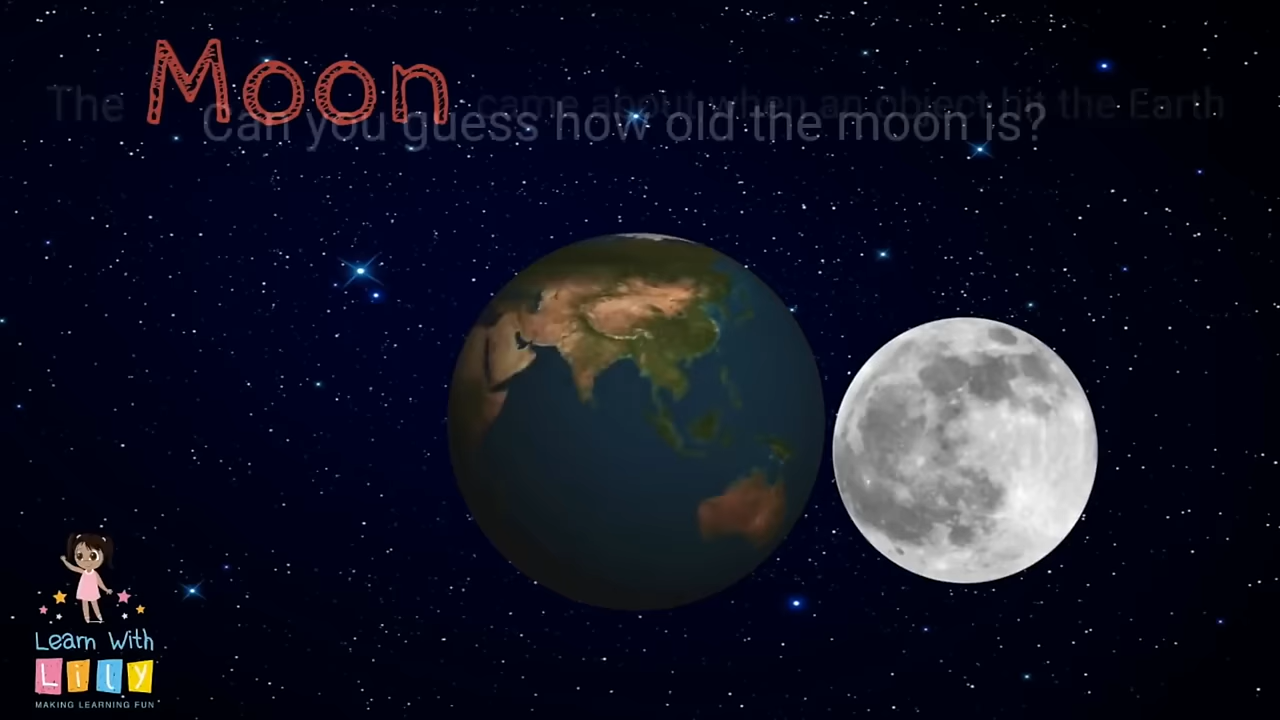 The Moon came about when an object hit the Earth
Can you guess how old the moon is?
Learn With
Lily
MAKING LEARNING FUN